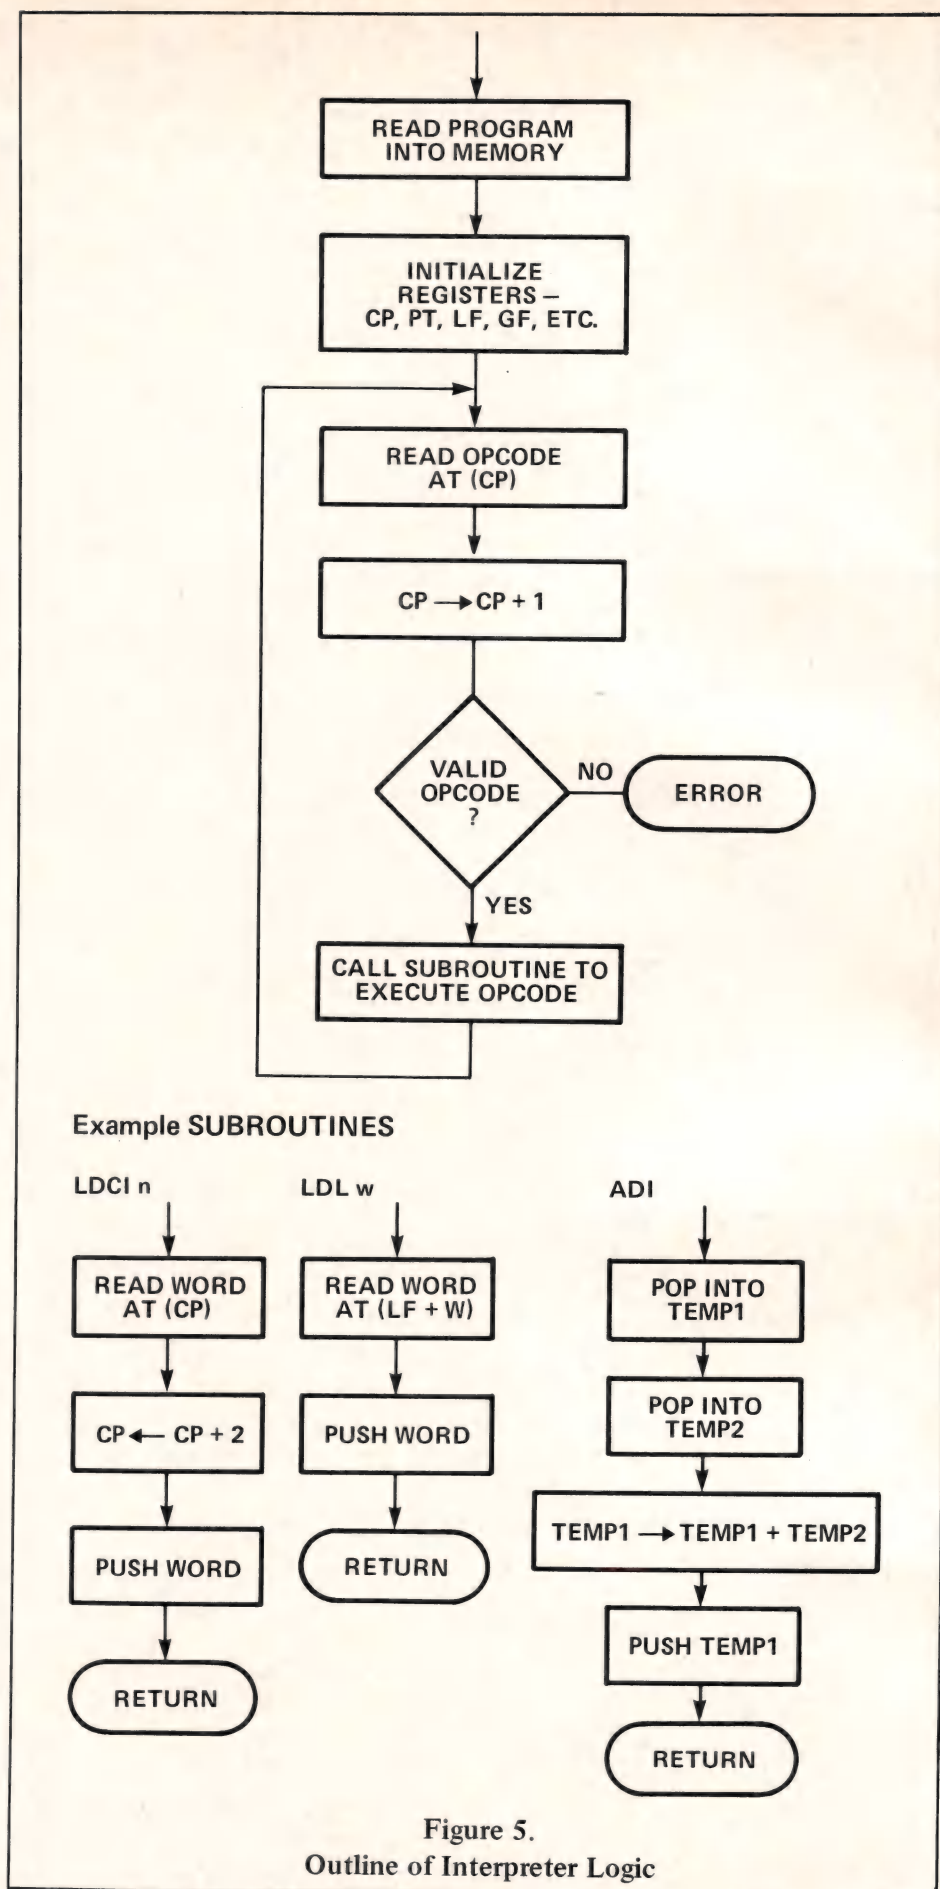 READ PROGRAM
INTO MEMORY
INITIALIZE
REGISTERS –
CP, PT, LF, GF, ETC.
READ OPCODE
AT (CP)
CP → CP + 1
VALID
OPCODE
?
NO
ERROR
YES
CALL SUBROUTINE TO
EXECUTE OPCODE
Example SUBROUTINES
LDCI n
READ WORD
AT (CP)
CP ← CP + 2
PUSH WORD
RETURN
LDL w
READ WORD
AT (LF + W)
PUSH WORD
RETURN
ADI
POP INTO
TEMP1
POP INTO
TEMP2
TEMP1 → TEMP1 + TEMP2
PUSH TEMP1
RETURN
Figure 5.
Outline of Interpreter Logic